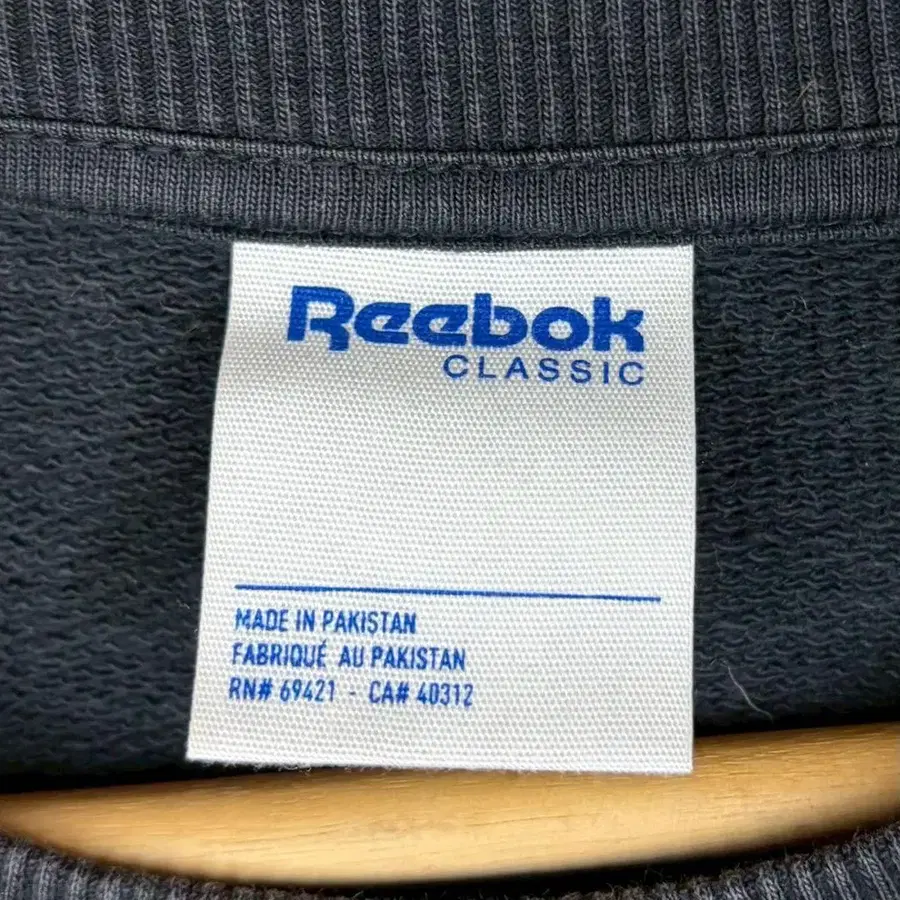 Reebok
CLASSIC
MADE IN PAKISTAN
FABRIQUÉ AU PAKISTAN
RN# 69421 - CA# 40312